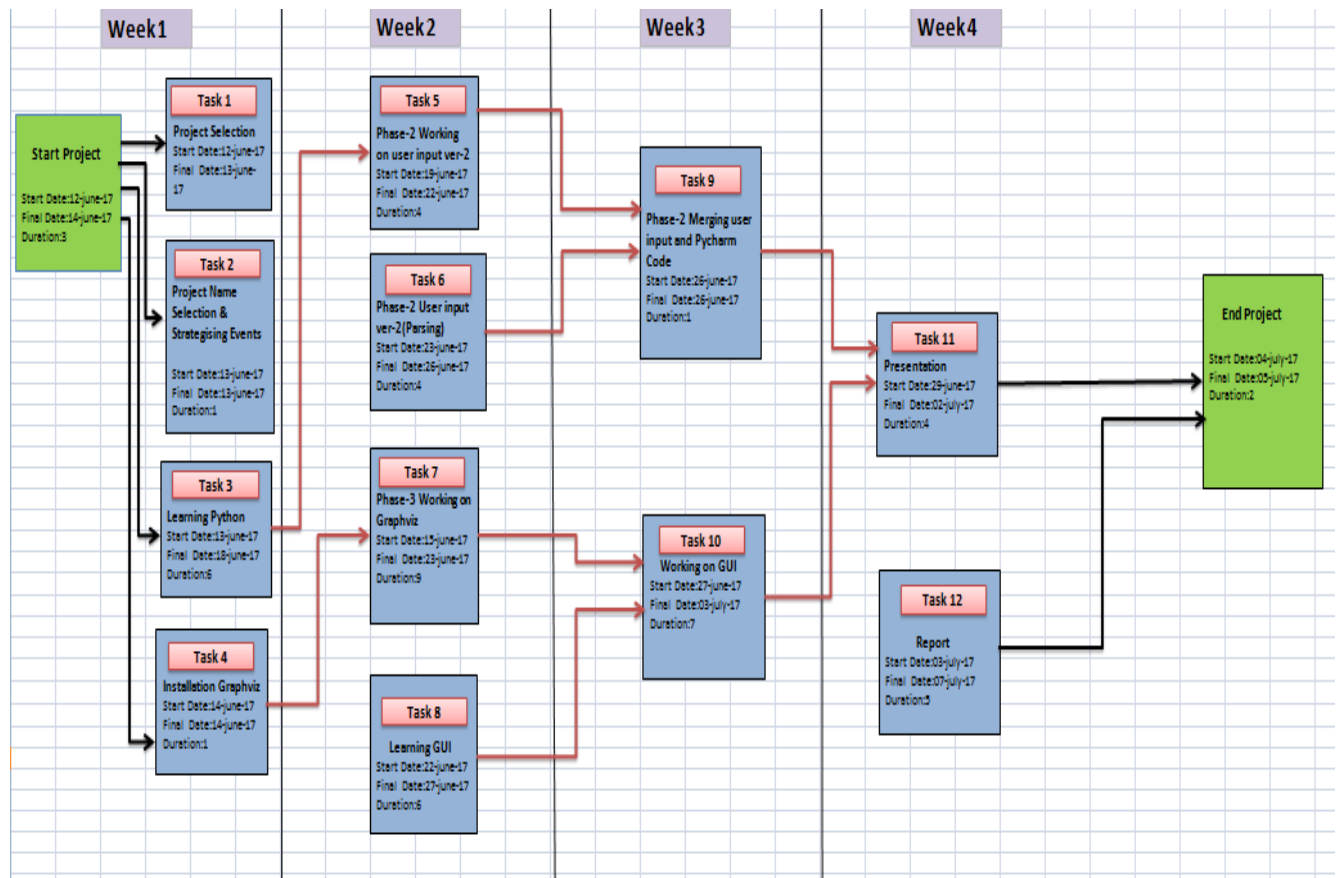 Week1
Week2
Week3
Week4
Start Project
Start Date:12-june-17
Final Date:14-june-17
Duration:3
Task 1
Project Selection
Start Date:12-june-17
Final Date:13-june-
17
Task 2
Project Name
Selection &
Strategising Events
Start Date:13-june-17
Final Date:13-june-17
Duration:1
Task 3
Learning Python
Start Date:13-june-17
Final Date:18-june-17
Duration:6
Task 4
Installation Graphviz
Start Date:14-june-17
Final Date:14-june-17
Duration:1
Task 5
Phase-2 Working
on user input ver-2
Start Date:19-june-17
Final Date:22-june-17
Duration:4
Task 6
Phase-2 User input
ver-2(Parsing)
Start Date:23-june-17
Final Date:26-june-17
Duration:4
Task 7
Phase-3 Working on
Graphviz
Start Date:15-june-17
Final Date:23-june-17
Duration:9
Task 8
Learning GUI
Start Date:22-june-17
Final Date:27-june-17
Duration:6
Task 9
Phase-2 Merging user
input and Pycharm
Code
Start Date:26-june-17
Final Date:26-june-17
Duration:1
Task 10
Working on GUI
Start Date:27-june-17
Final Date:03-july-17
Duration:7
Task 11
Presentation
Start Date:29-june-17
Final Date:02-july-17
Duration:4
Task 12
Report
Start Date:03-july-17
Final Date:07-july-17
Duration:5
End Project
Start Date:04-july-17
Final Date:05-july-17
Duration:2